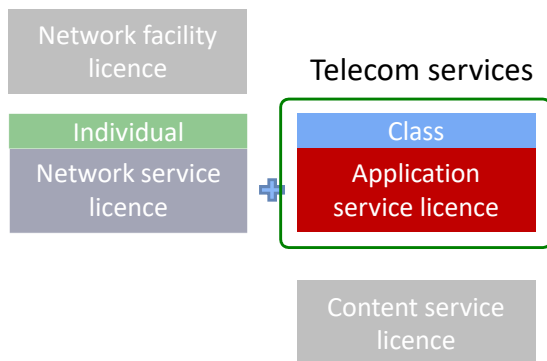 Network facility
licence
Telecom services
Individual
Network service
licence
Class
Application
service licence
Content service
licence